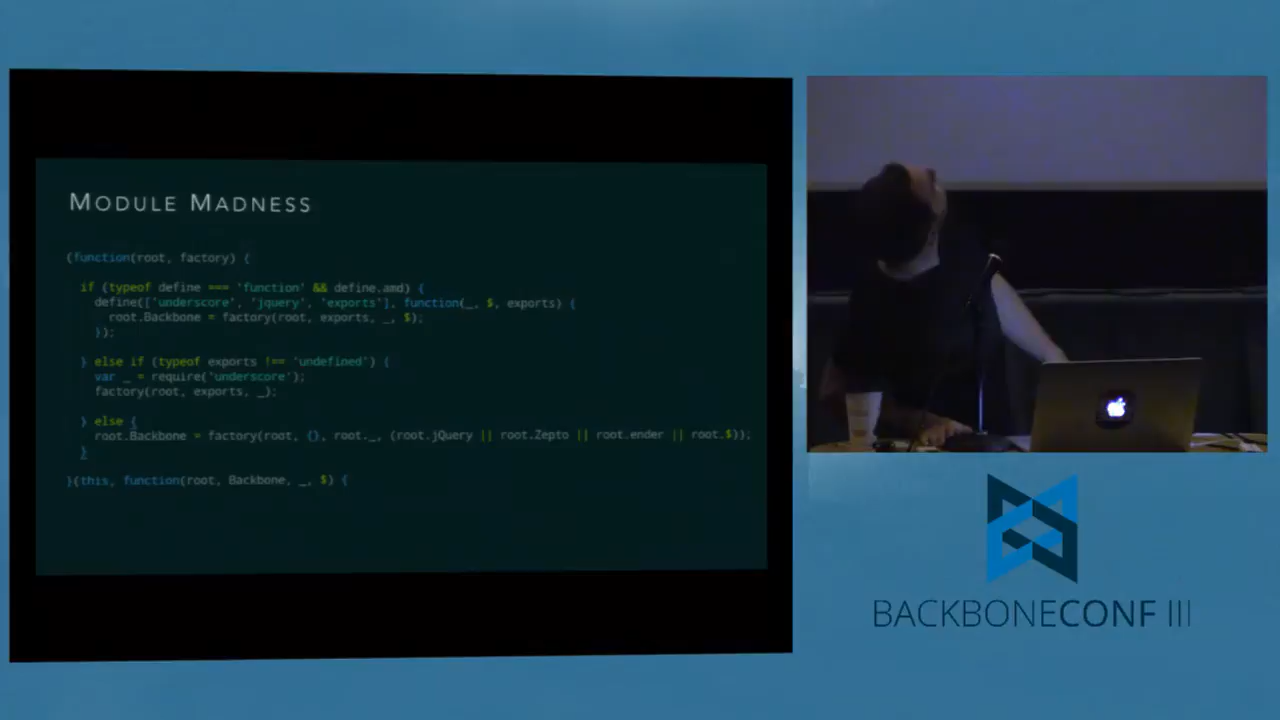 MODULE MADNESS
(function(root, factory) {
if (typeof define === 'function' && define.amd) {
define(['underscore', 'jquery', 'exports'], function(_, $, exports) {
root.Backbone = factory(root, exports, _, $);
});
} else if (typeof exports !== 'undefined') {
var _ = require('underscore');
factory(root, exports, _);
} else {
root.Backbone = factory(root, {}, root._, (root.jQuery || root.Zepto || root.ender || root.$));
}
}(this, function(root, Backbone, _, $) {
BACKBONECONF III